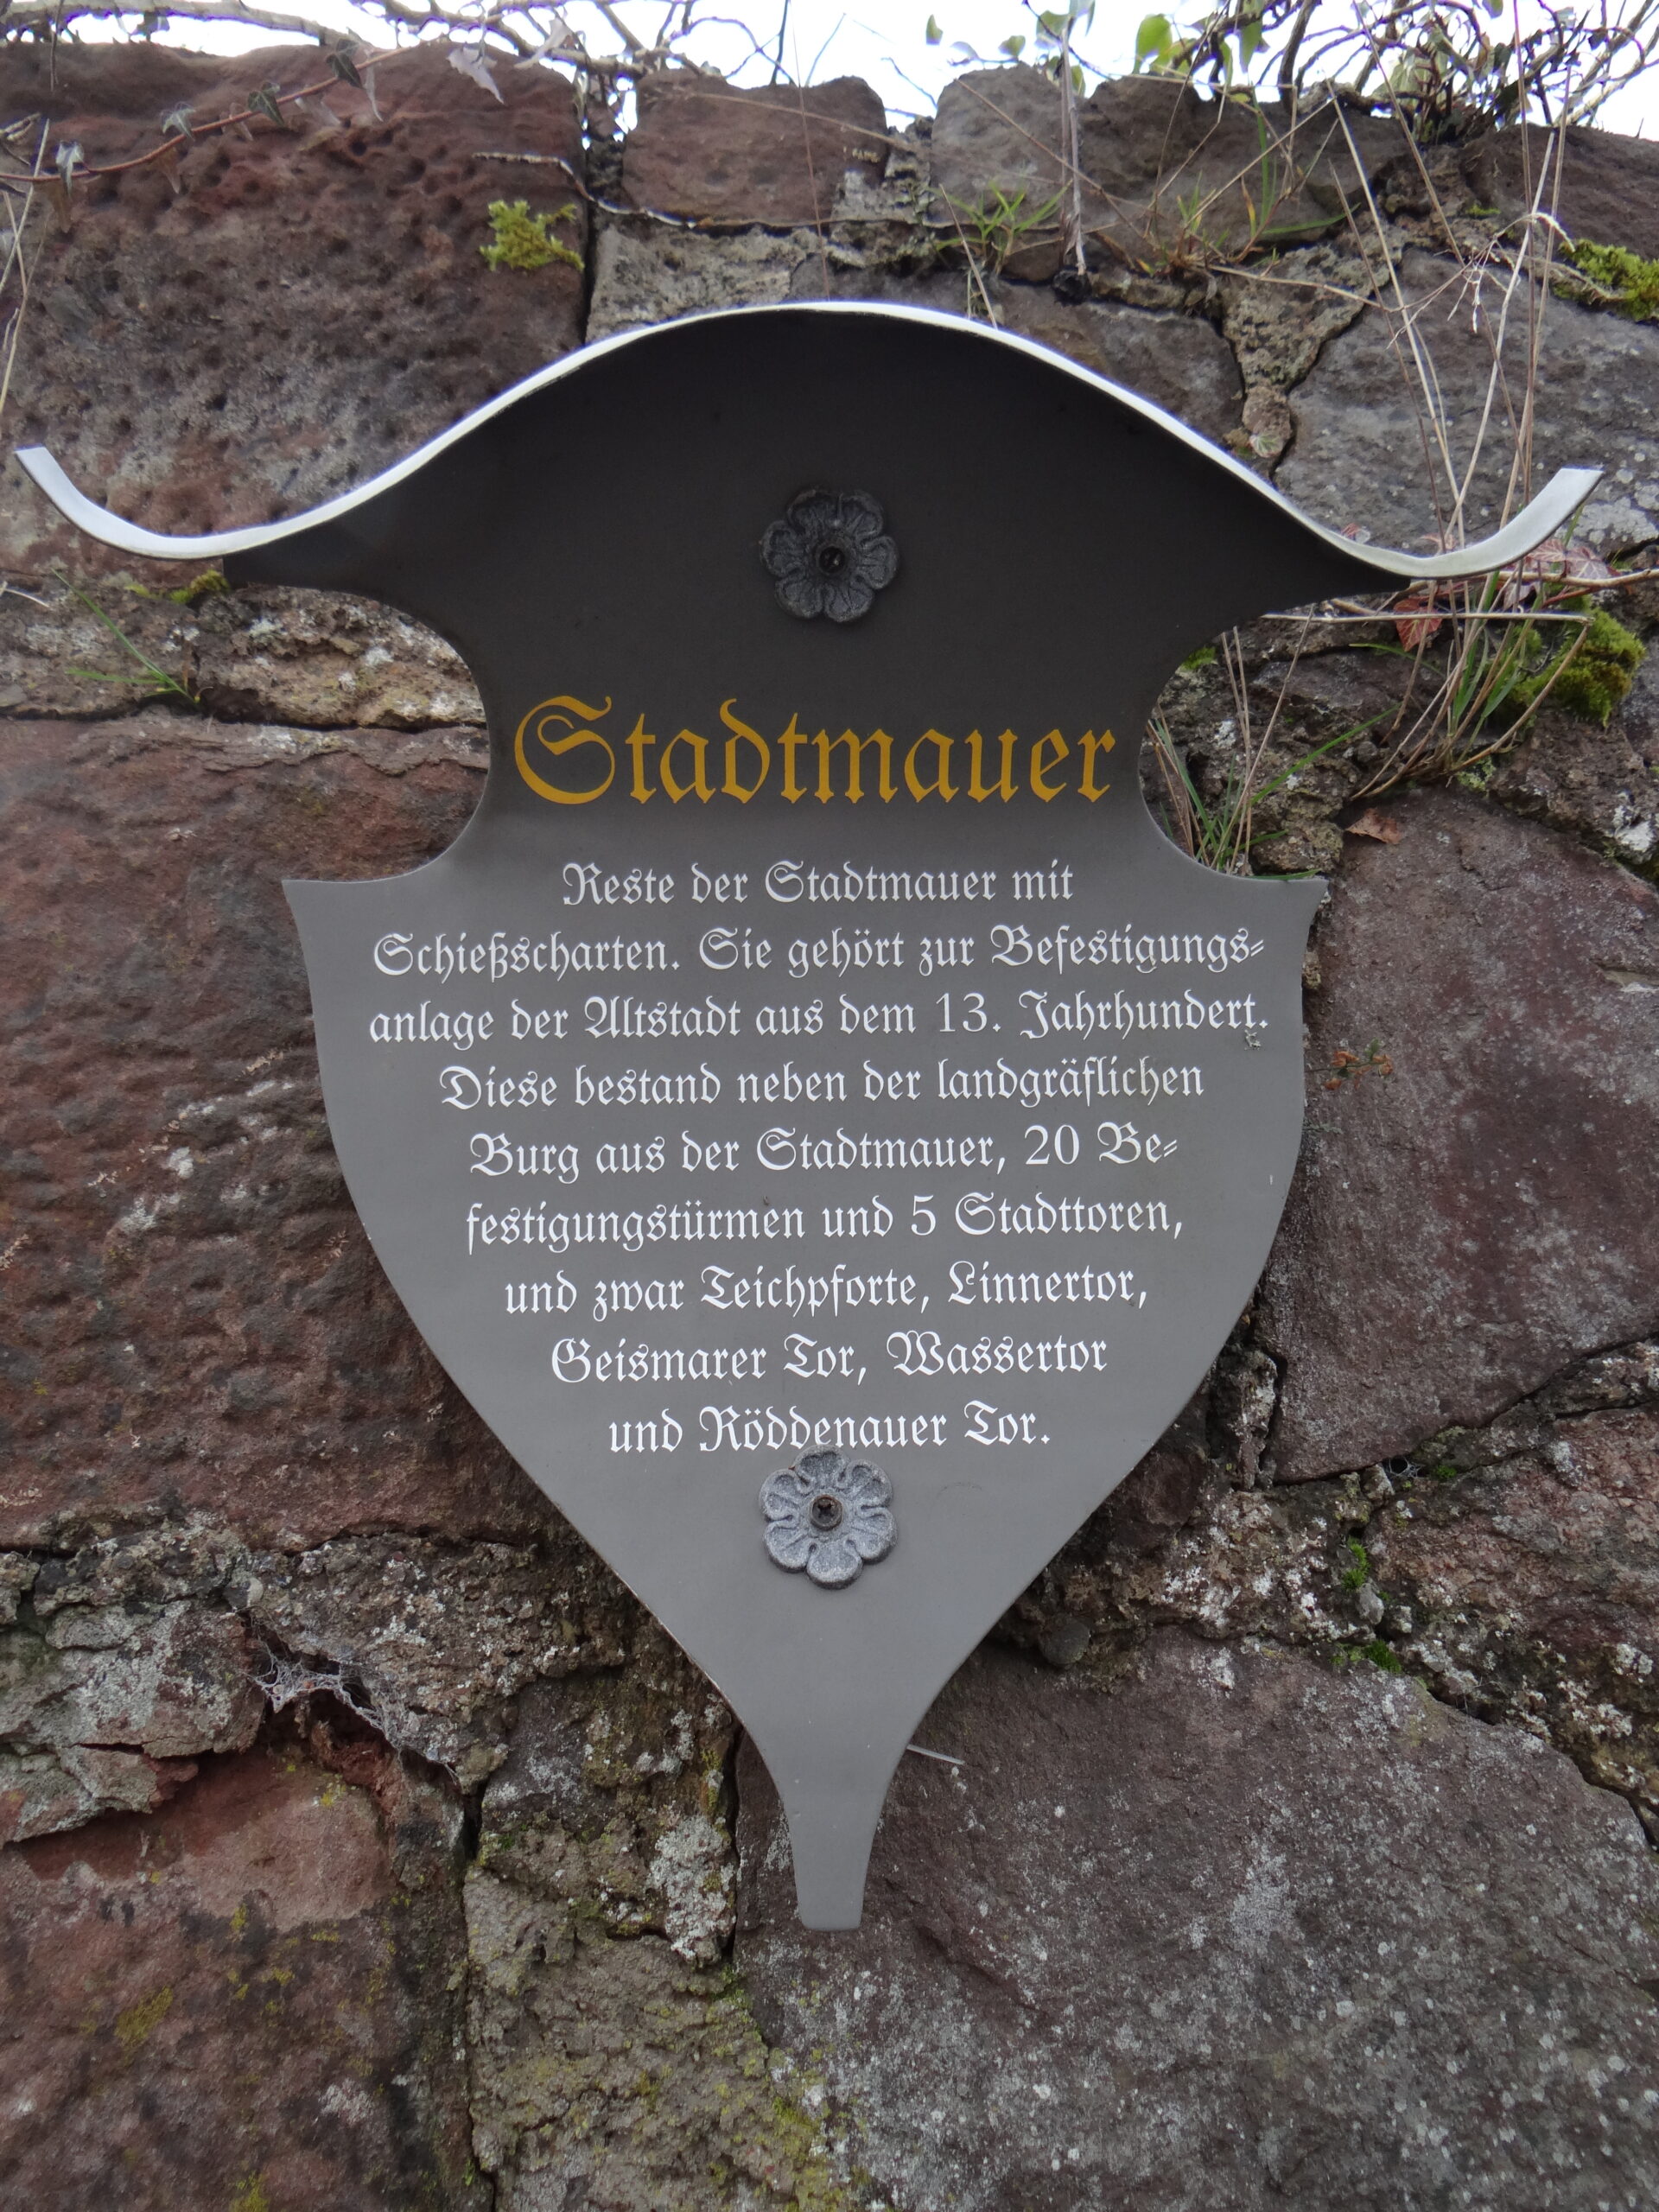 Stadtmauer
Reste der Stadtmauer mit
Schießscharten. Sie gehört zur Befestigungs-
anlage der Altstadt aus dem 13. Jahrhundert.
Diese bestand neben der landgräflichen
Burg aus der Stadtmauer, 20 Be-
festigungstürmen und 5 Stadttoren,
und zwar Teichpforte, Linnertor,
Geismarer Tor, Wassertor
und Röddenauer Tor.